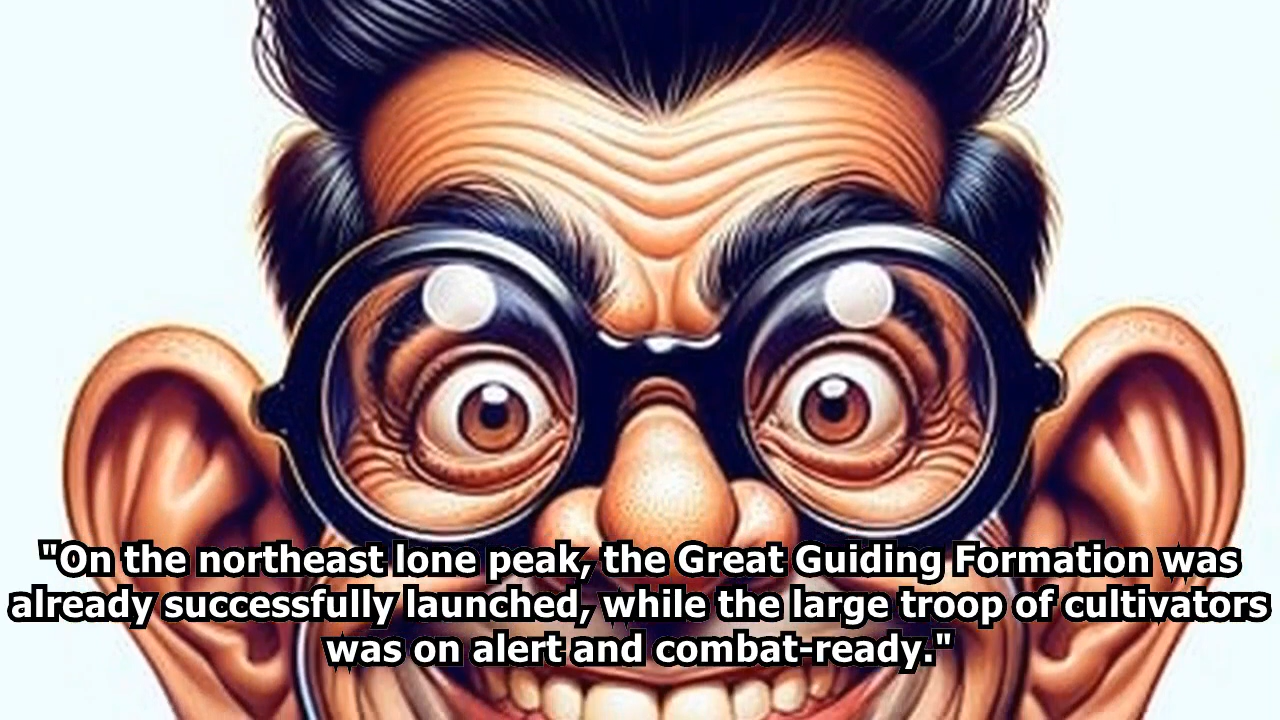 "On the northeast lone peak, the Great Guiding Formation was
already successfully launched, while the large troop of cultivators
was on alert and combat-ready."